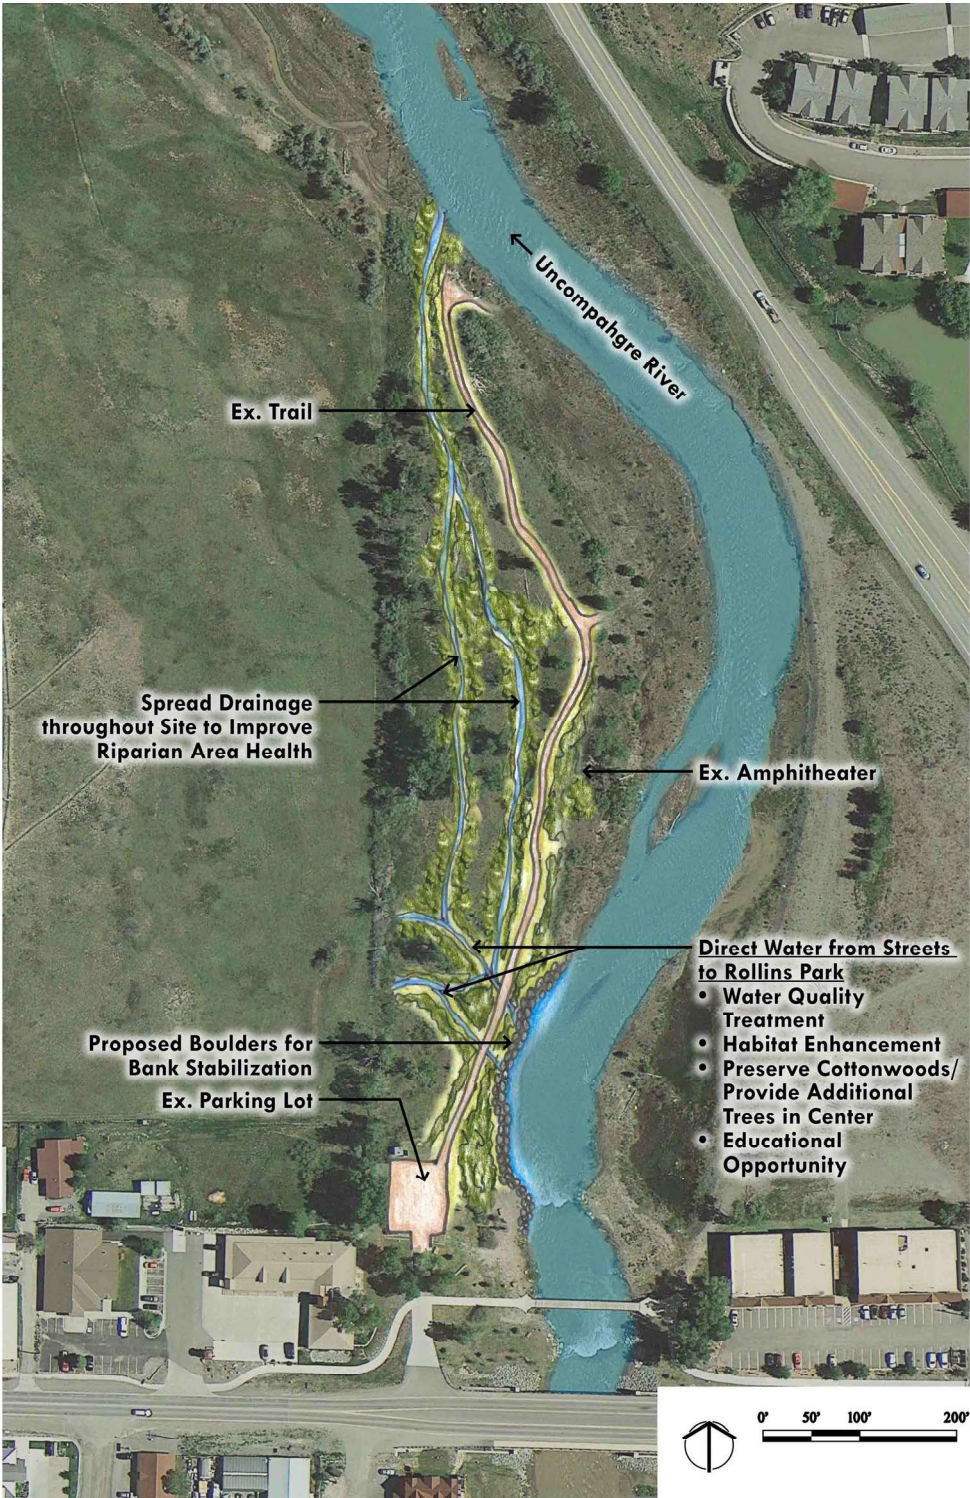 Uncompahgre River
Ex. Trail
Spread Drainage
throughout Site to Improve
Riparian Area Health
Ex. Amphitheater
Direct Water from Streets
to Rollins Park
• Water Quality
Treatment
• Habitat Enhancement
• Preserve Cottonwoods/
Provide Additional
Trees in Center
• Educational
Opportunity
Proposed Boulders for
Bank Stabilization
Ex. Parking Lot
0' 50' 100' 200'